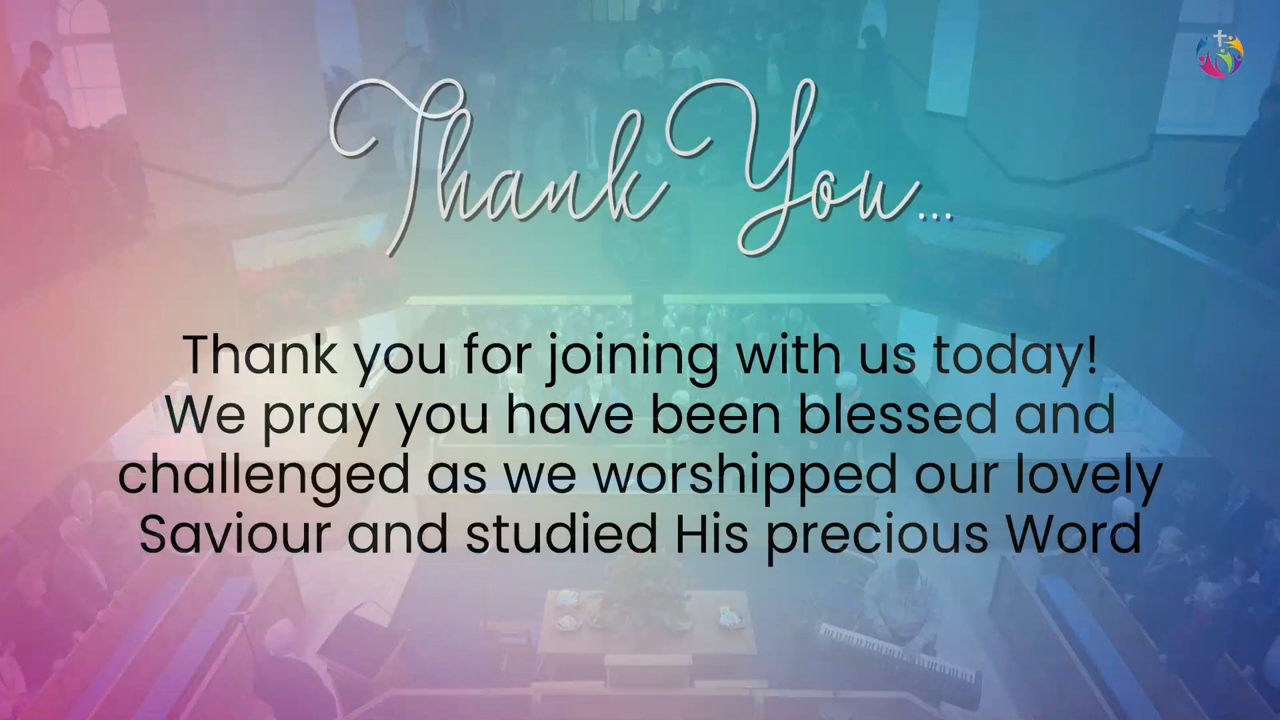 Thank You...
Thank you for joining with us today!
We pray you have been blessed and
challenged as we worshipped our lovely
Saviour and studied His precious Word